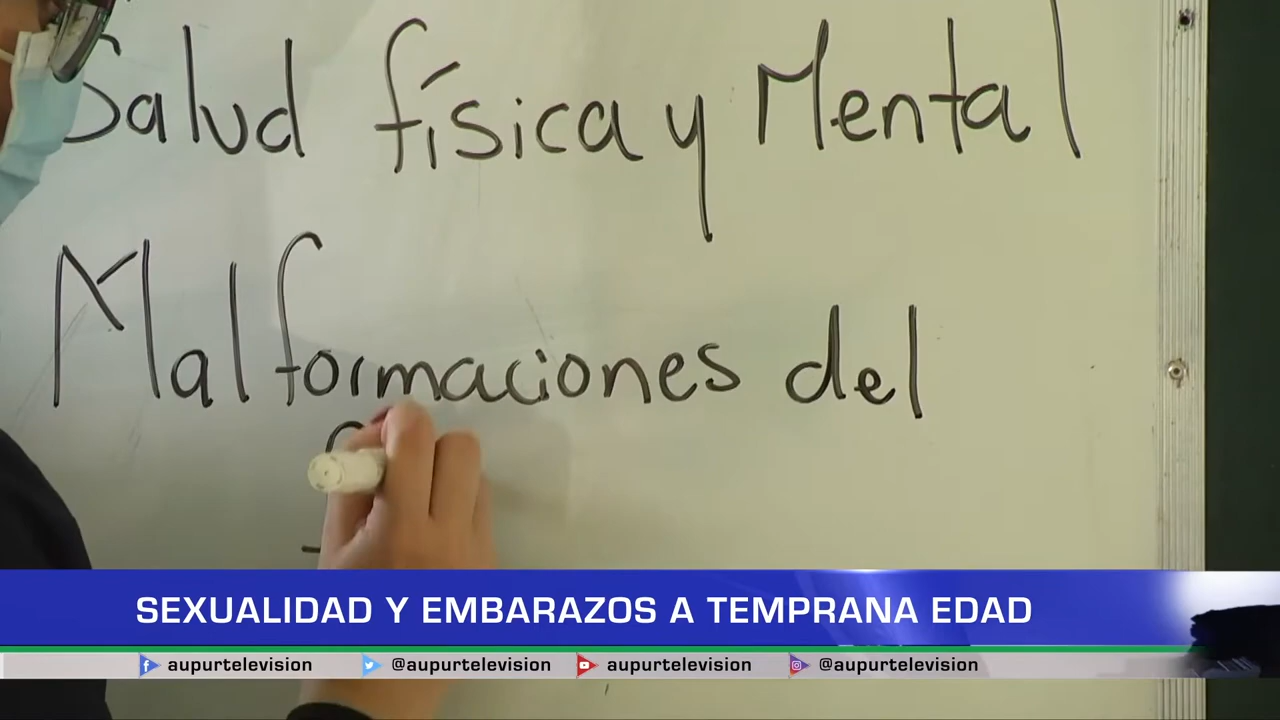 Salud física y Mental
Malformaciones del
SEXUALIDAD Y EMBARAZOS A TEMPRANA EDAD
aupurtelevision @aupurtelevision aupurtelevision @aupurtelevision